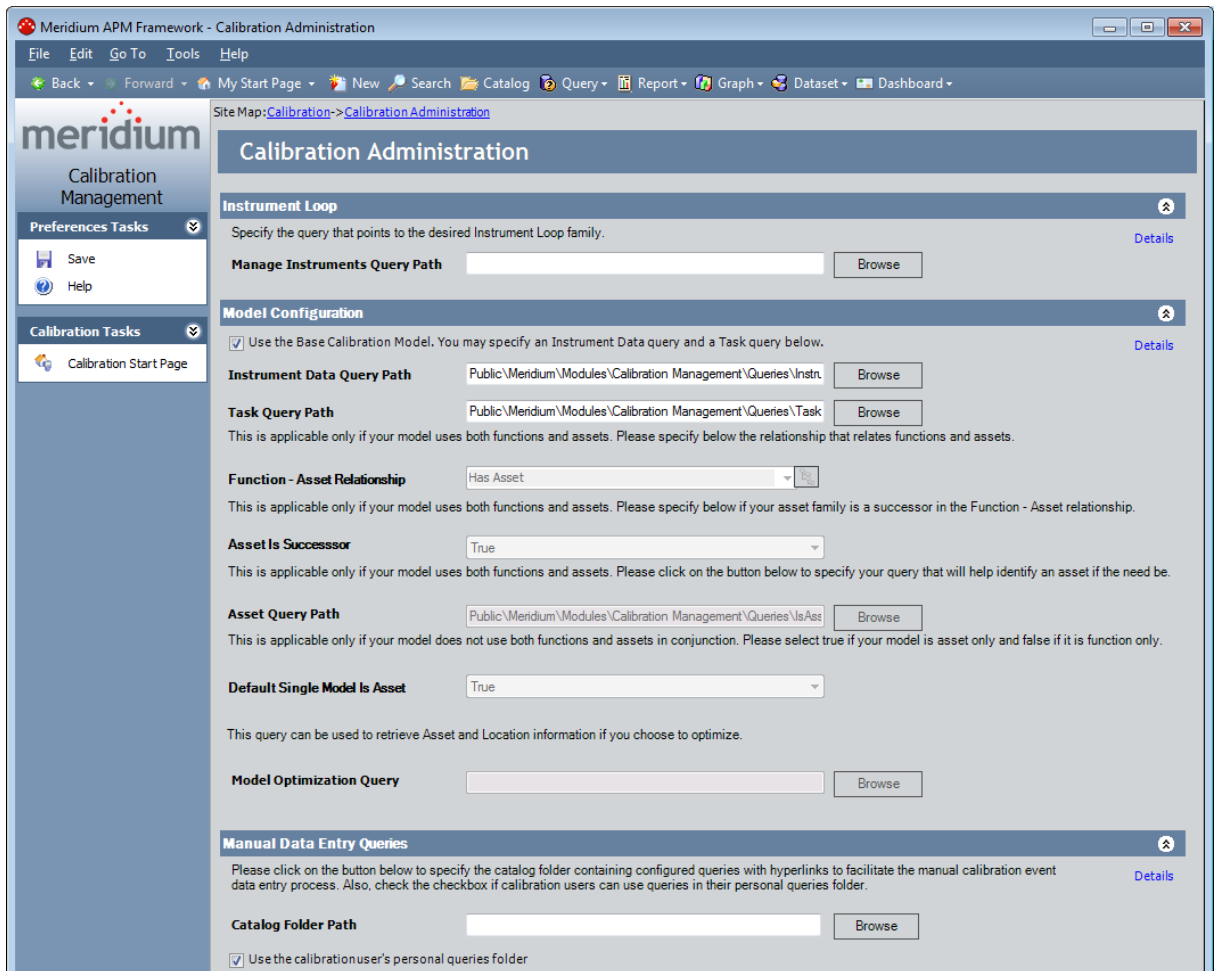 Meridium APM Framework - Calibration Administration
File Edit Go To Tools Help
Back Forward My Start Page New Search Catalog Query Report Graph Dataset Dashboard
meridium
Calibration
Management
Preferences Tasks
Save
Help
Calibration Tasks
Calibration Start Page
Site Map:Calibration->Calibration Administration
Calibration Administration
Instrument Loop
Specify the query that points to the desired Instrument Loop family.
Details
Manage Instruments Query Path
Browse
Model Configuration
Use the Base Calibration Model. You may specify an Instrument Data query and a Task query below.
Details
Instrument Data Query Path Public\Meridium\Modules\Calibration Management\Queries\Instru Browse
Task Query Path Public\Meridium\Modules\Calibration Management\Queries\Task Browse
This is applicable only if your model uses both functions and assets. Please specify below the relationship that relates functions and assets.
Function - Asset Relationship Has Asset
This is applicable only if your model uses both functions and assets. Please specify below if your asset family is a successor in the Function - Asset relationship.
Asset Is Successsor True
This is applicable only if your model uses both functions and assets. Please click on the button below to specify your query that will help identify an asset if the need be.
Asset Query Path Public\Meridium\Modules\Calibration Management\Queries\IsAss Browse
This is applicable only if your model does not use both functions and assets in conjunction. Please select true if your model is asset only and false if it is function only.
Default Single Model Is Asset True
This query can be used to retrieve Asset and Location information if you choose to optimize.
Model Optimization Query Browse
Manual Data Entry Queries
Please click on the button below to specify the catalog folder containing configured queries with hyperlinks to facilitate the manual calibration event
data entry process. Also, check the checkbox if calibration users can use queries in their personal queries folder.
Details
Catalog Folder Path Browse
Use the calibration user's personal queries folder